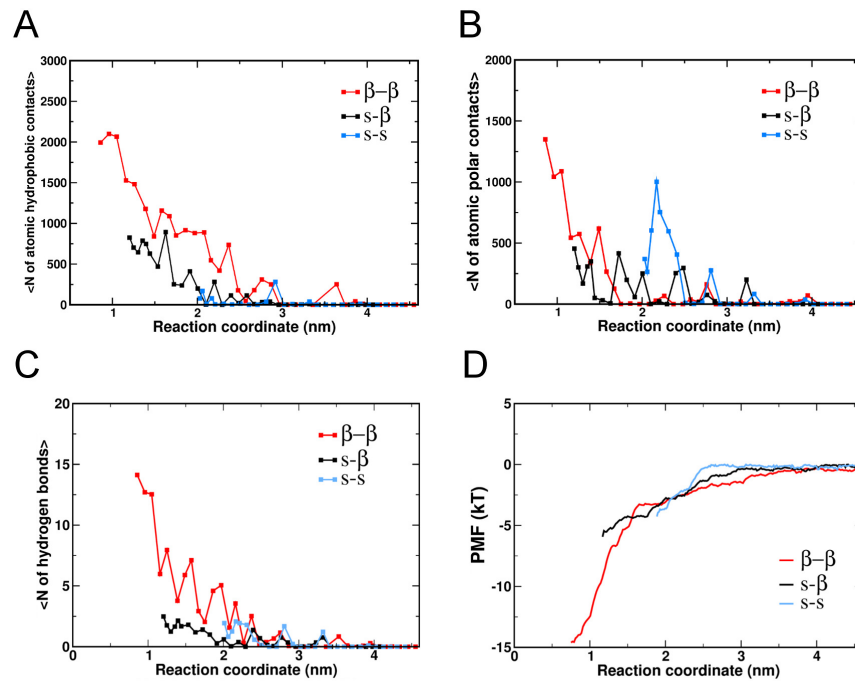 A
3000
2500
2000
1500
1000
500
0
<N of atomic hydrophobic contacts>
β–β
s-β
s-s
1
2
3
4
Reaction coordinate (nm)
B
2000
1500
1000
500
0
<N of atomic polar contacts>
β–β
s-β
s-s
0
1
2
3
4
Reaction coordinate (nm)
C
20
15
10
5
0
<N of hydrogen bonds>
β–β
s-β
s-s
0
1
2
3
4
Reaction coordinate (nm)
D
5
0
-5
-10
-15
PMF (kT)
β–β
s-β
s-s
0
1
2
3
4
Reaction coordinate (nm)